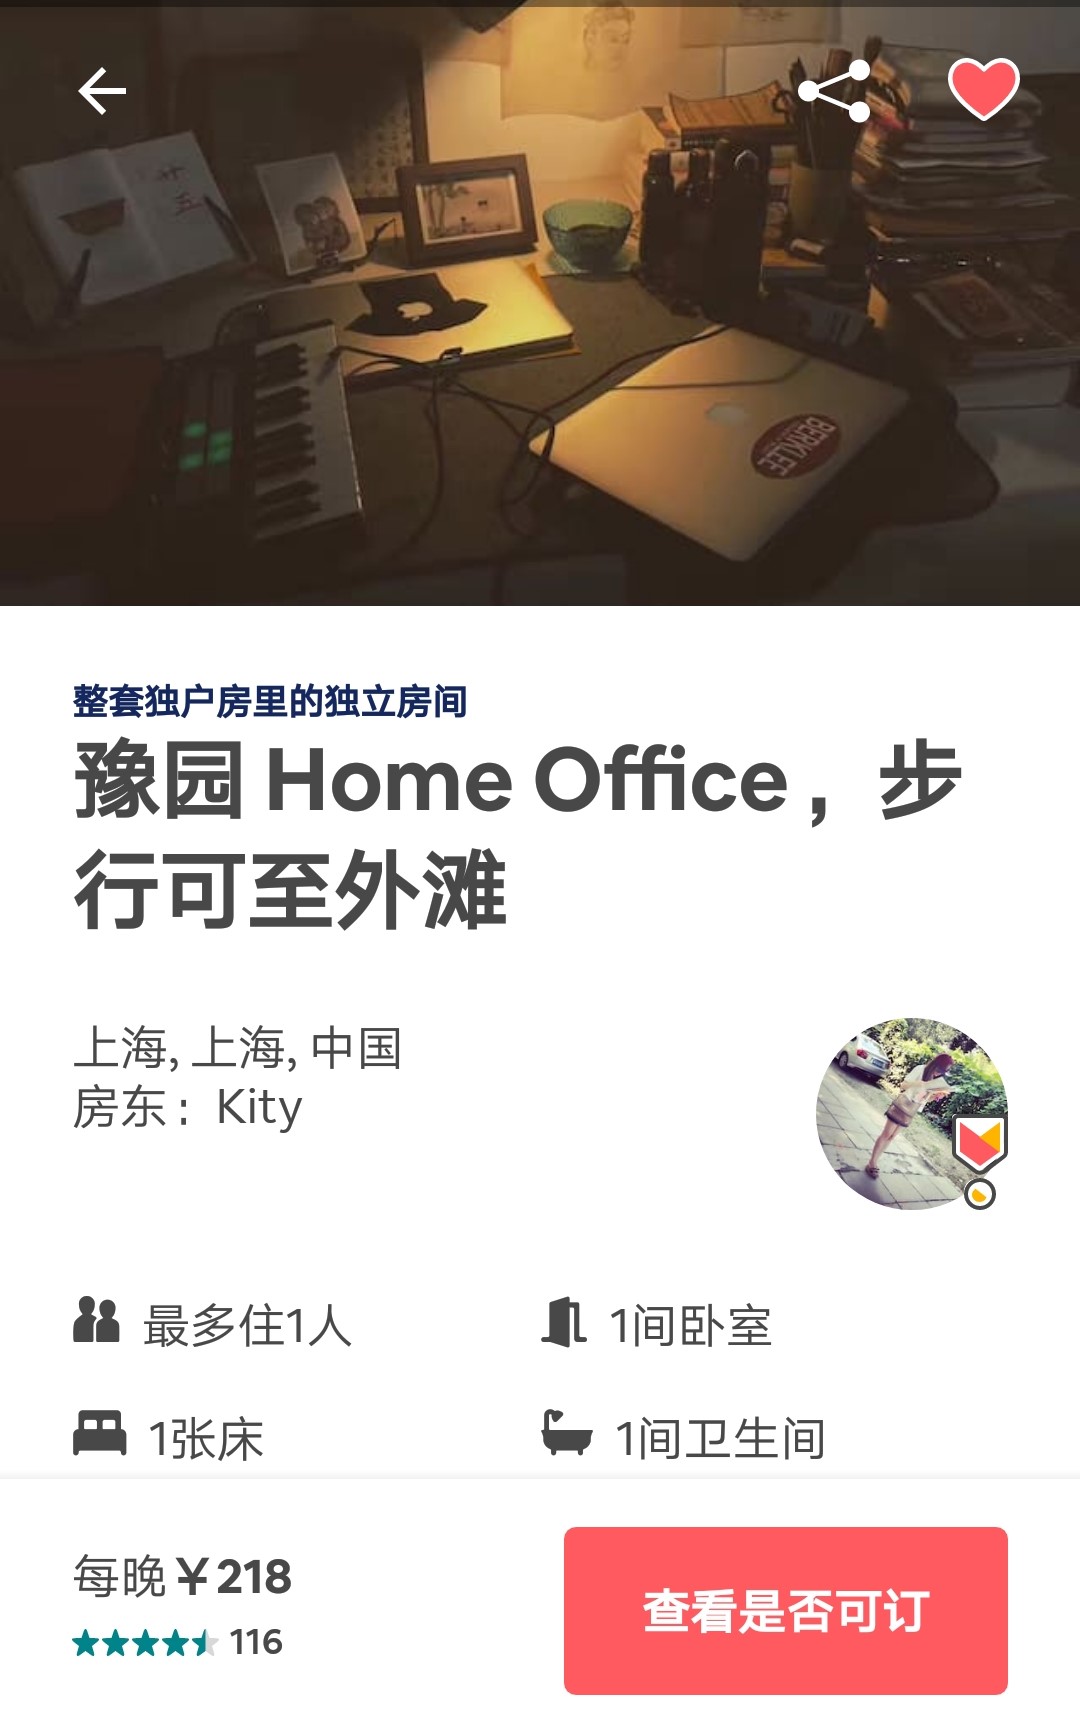 十
五
BERKLEE
整套独户房里的独立房间
豫园 Home Office，步
行可至外滩
上海, 上海, 中国
房东：Kity
最多住1人
1间卧室
1张床
1间卫生间
每晚￥218
查看是否可订
116